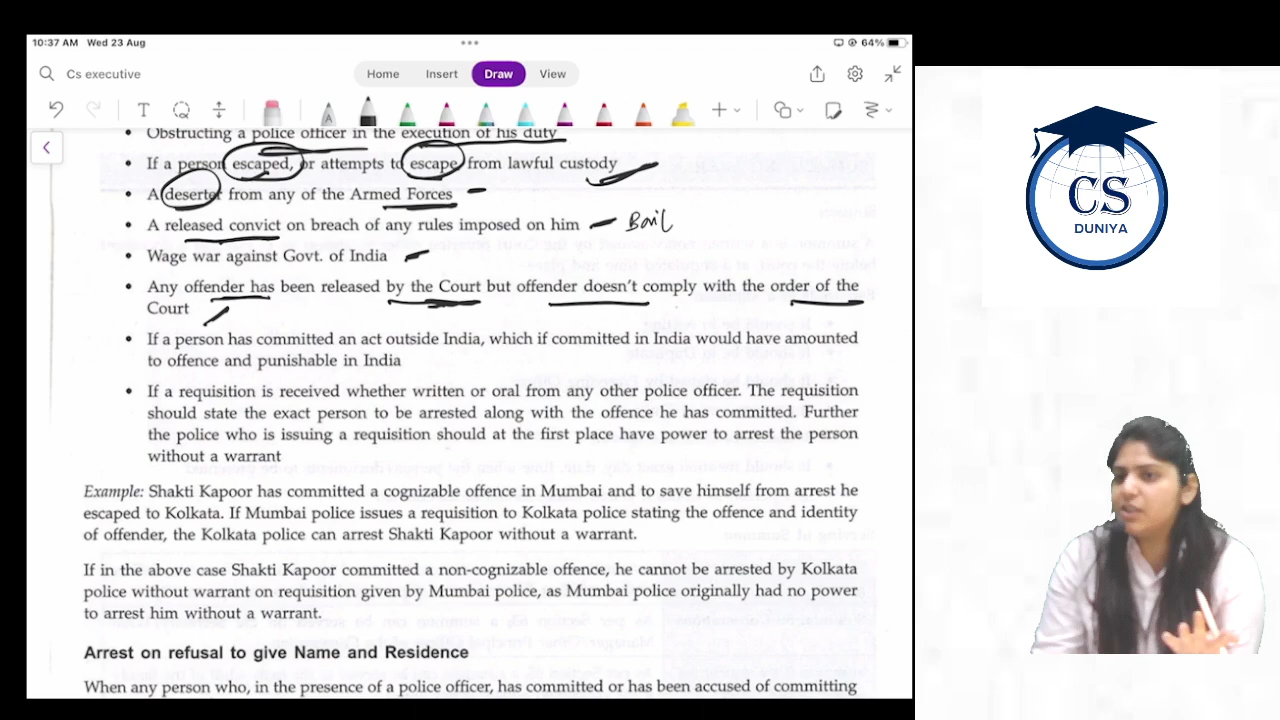 10:37 AM Wed 23 Aug
64%
Cs executive
Home Insert Draw View
• Obstructing a police officer in the execution of his duty
• If a person escaped, or attempts to escape from lawful custody
• A deserter from any of the Armed Forces
• A released convict on breach of any rules imposed on him — Bail
• Wage war against Govt. of India
• Any offender has been released by the Court but offender doesn't comply with the order of the
Court
• If a person has committed an act outside India, which if committed in India would have amounted
to offence and punishable in India
• If a requisition is received whether written or oral from any other police officer. The requisition
should state the exact person to be arrested along with the offence he has committed. Further
the police who is issuing a requisition should at the first place have power to arrest the person
without a warrant
Example: Shakti Kapoor has committed a cognizable offence in Mumbai and to save himself from arrest he
escaped to Kolkata. If Mumbai police issues a requisition to Kolkata police stating the offence and identity
of offender, the Kolkata police can arrest Shakti Kapoor without a warrant.
If in the above case Shakti Kapoor committed a non-cognizable offence, he cannot be arrested by Kolkata
police without warrant on requisition given by Mumbai police, as Mumbai police originally had no power
to arrest him without a warrant.
Arrest on refusal to give Name and Residence
When any person who, in the presence of a police officer, has committed or has been accused of committing
CS
DUNIYA